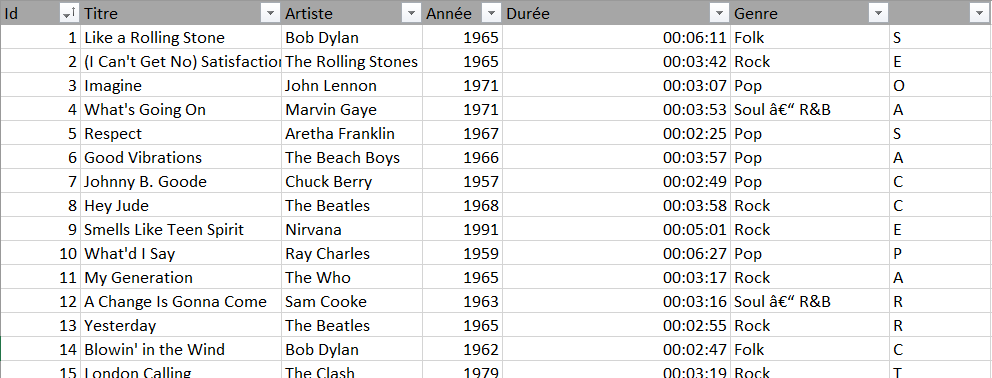 Id Titre Artiste Année Durée Genre
1 Like a Rolling Stone Bob Dylan 1965 00:06:11 Folk S
2 (I Can't Get No) Satisfaction The Rolling Stones 1965 00:03:42 Rock E
3 Imagine John Lennon 1971 00:03:07 Pop O
4 What's Going On Marvin Gaye 1971 00:03:53 Soul â€“ R&B A
5 Respect Aretha Franklin 1967 00:02:25 Pop S
6 Good Vibrations The Beach Boys 1966 00:03:57 Pop A
7 Johnny B. Goode Chuck Berry 1957 00:02:49 Pop C
8 Hey Jude The Beatles 1968 00:03:58 Rock C
9 Smells Like Teen Spirit Nirvana 1991 00:05:01 Rock E
10 What'd I Say Ray Charles 1959 00:06:27 Pop P
11 My Generation The Who 1965 00:03:17 Rock A
12 A Change Is Gonna Come Sam Cooke 1963 00:03:16 Soul â€“ R&B R
13 Yesterday The Beatles 1965 00:02:55 Rock R
14 Blowin' in the Wind Bob Dylan 1962 00:02:47 Folk C
15 London Calling The Clash 1979 00:03:19 Rock T